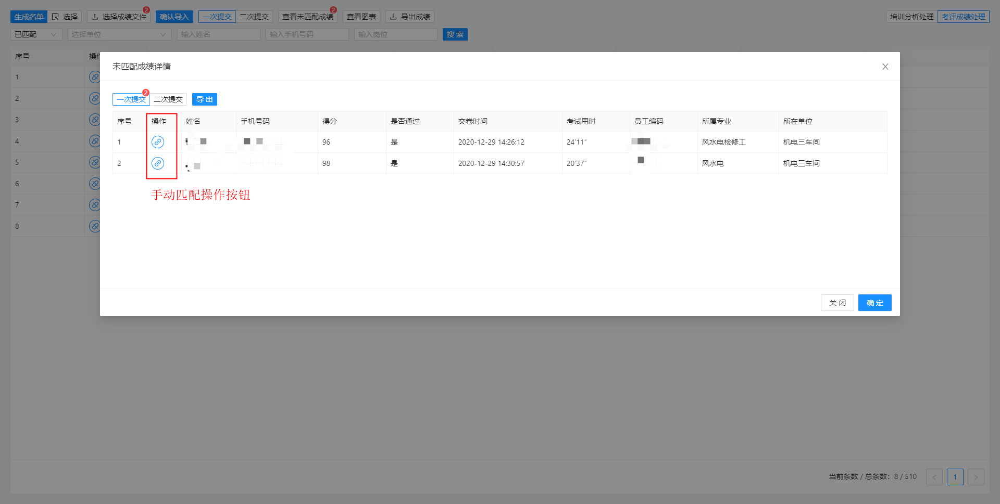 生成名单 选择 选择成绩文件 2 确认导入 一次提交 二次提交 查看未匹配成绩 2 查看图表 导出成绩 培训分析处理 考评成绩处理
已匹配 选择单位 输入姓名 输入手机号码 输入岗位 搜 索
序号 操作
1
2
3
4
5
6
7
8
未匹配成绩详情 X
一次提交 2 二次提交 导 出
序号 操作 姓名 手机号码 得分 是否通过 交卷时间 考试用时 员工编码 所属专业 所在单位
1 96 是 2020-12-29 14:26:12 24'11" 风水电检修工 机电三车间
2 98 是 2020-12-29 14:30:57 20'37" 风水电 机电三车间
手动匹配操作按钮
关 闭 确 定
当前条数 / 总条数: 8 / 510 < 1 >